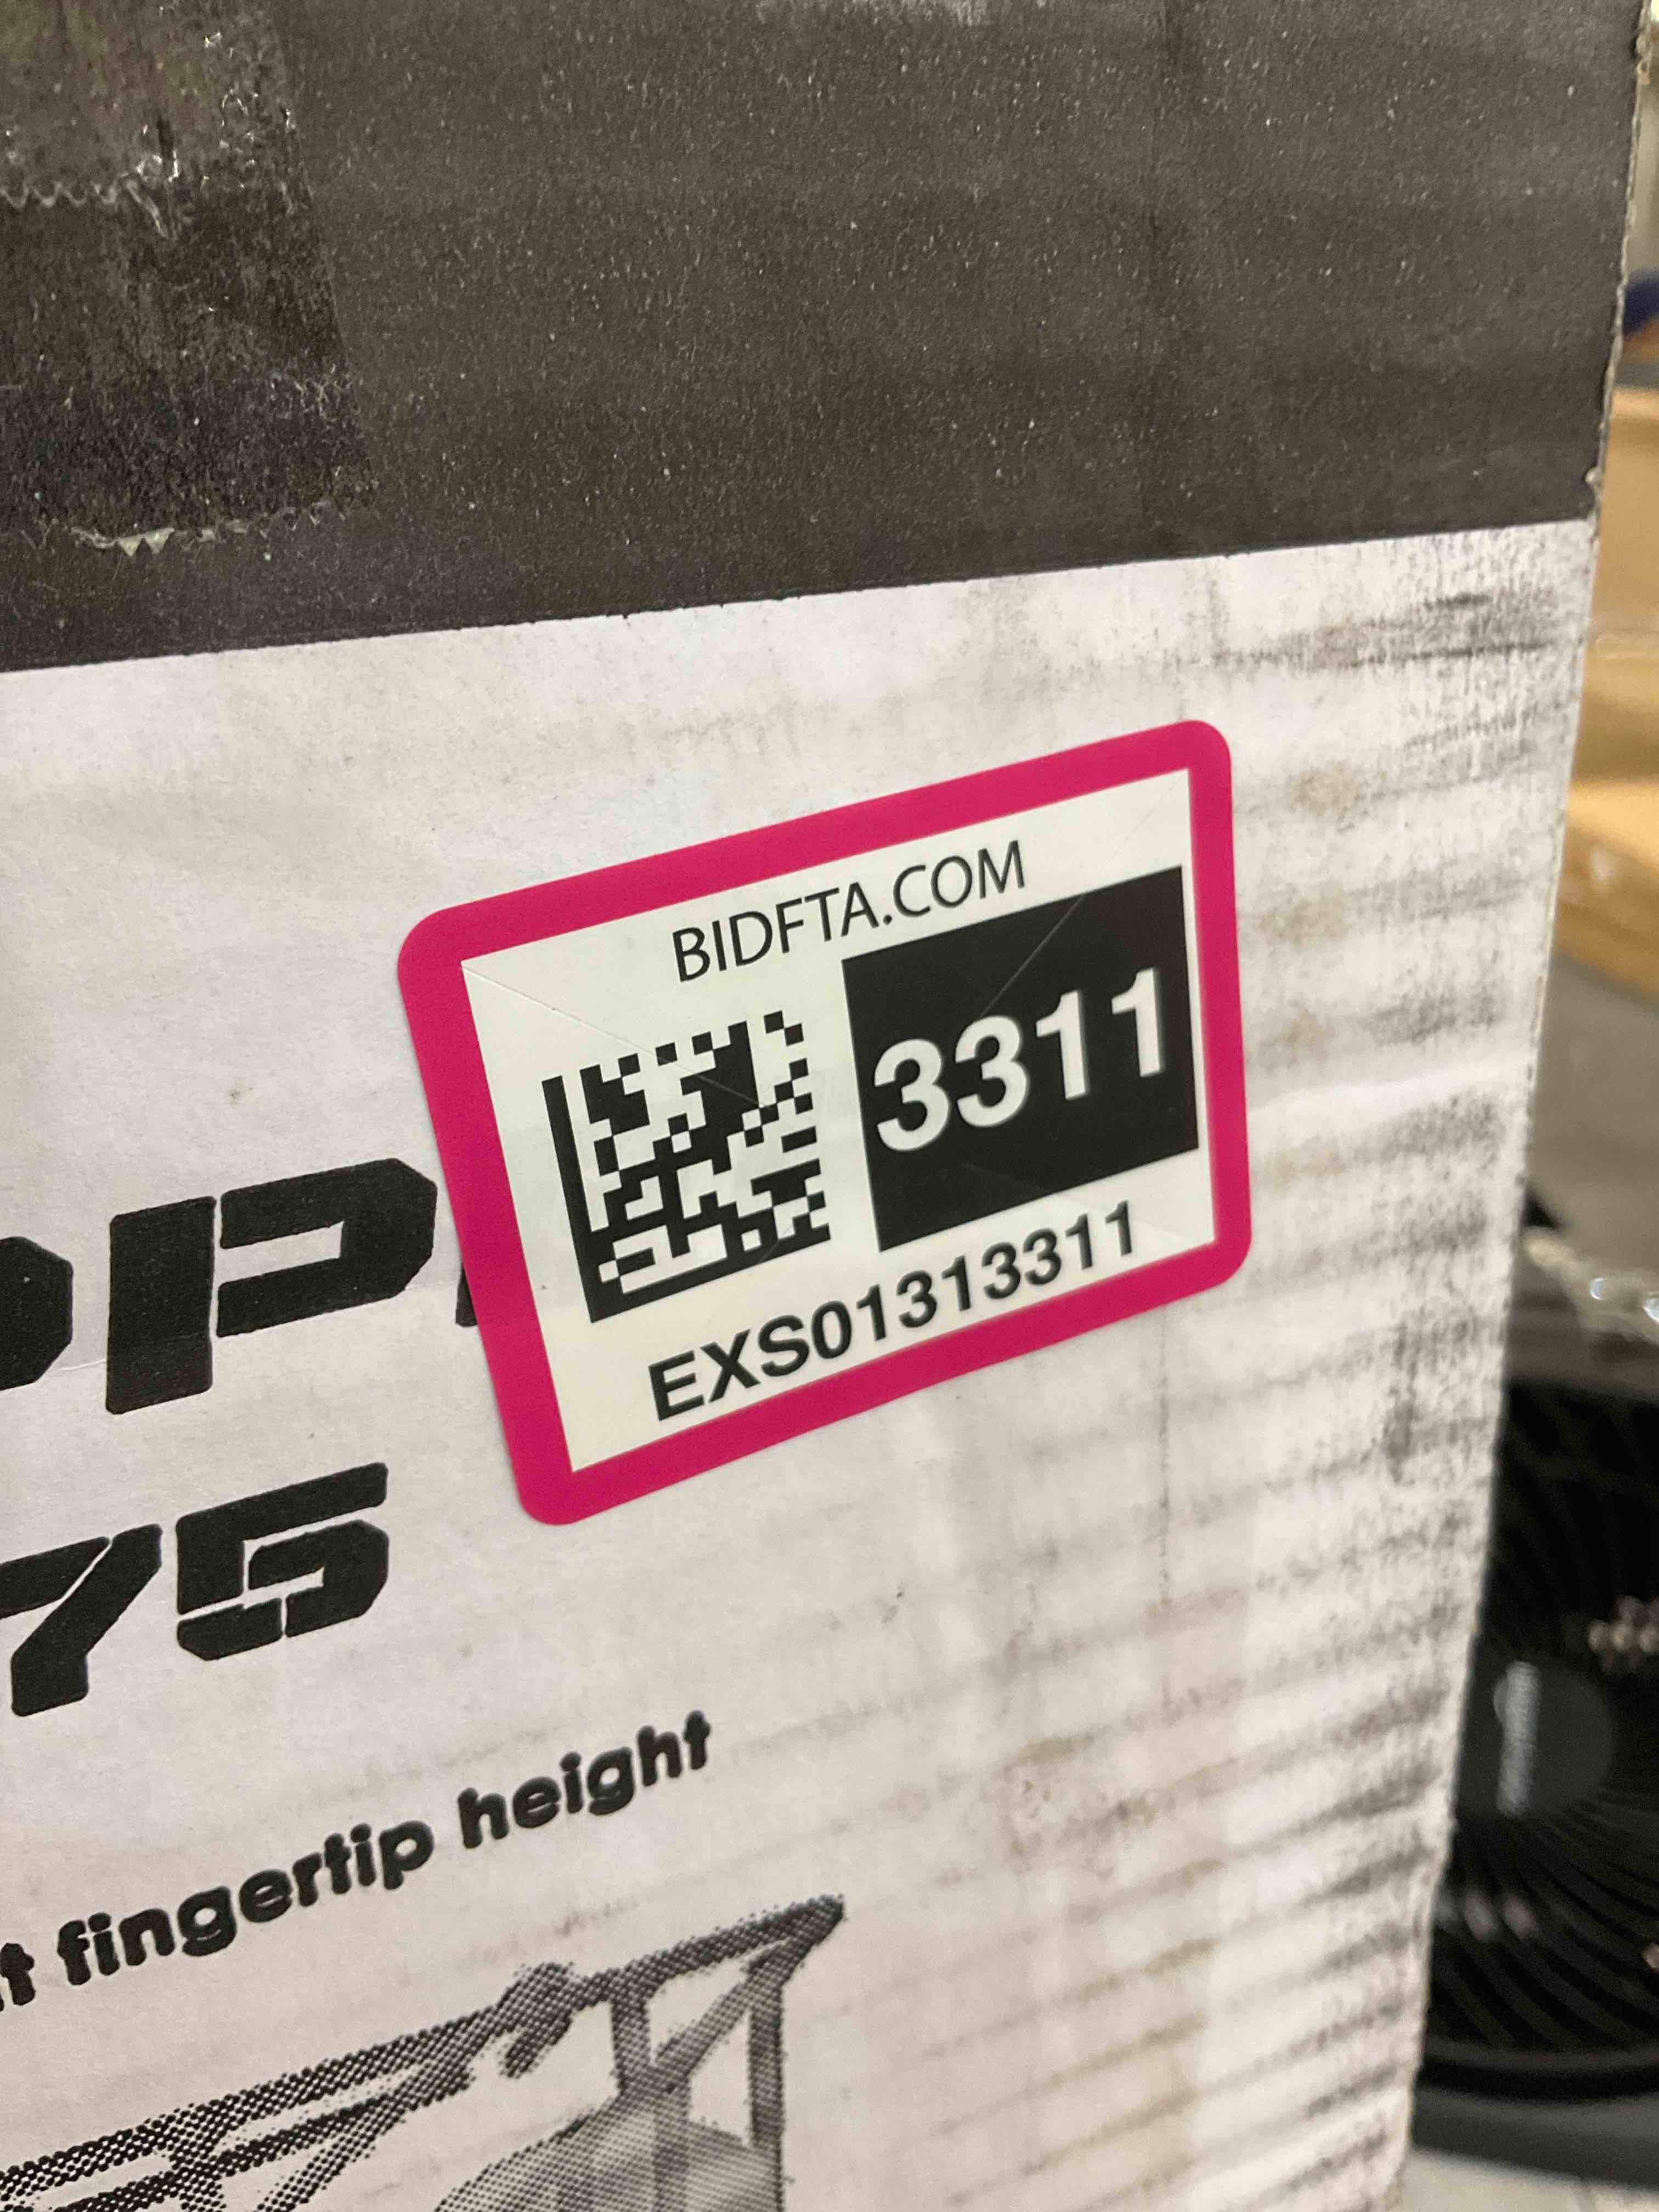 BIDFTA.COM
3311
EXS01313311
75
fingertip height